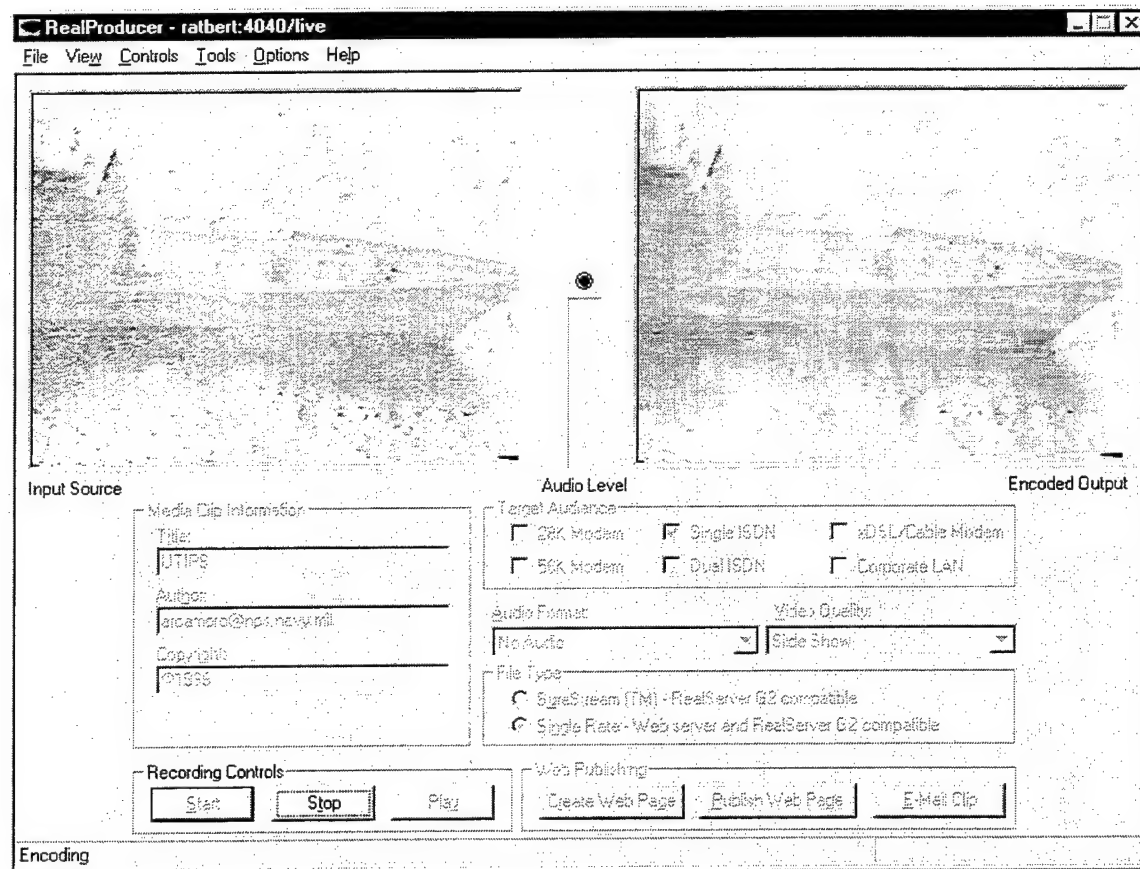 RealProducer - ratbert:4040/live
File View Controls Tools Options Help
Input Source
Audio Level
Encoded Output
Media Clip Information
Title:
UTIPS
Author:
arcampro@nps.navy.mil
Copyright:
©1998
Target Audience
28K Modem Single ISDN xDSL/Cable Modem
56K Modem Dual ISDN Corporate LAN
Audio Format: Video Quality:
No Audio Slide Show
File Type
SureStream (TM) - RealServer G2 compatible
Single Rate - Web server and RealServer G2 compatible
Recording Controls
Start Stop Play
Web Publishing
Create Web Page Publish Web Page E-Mail Clip
Encoding